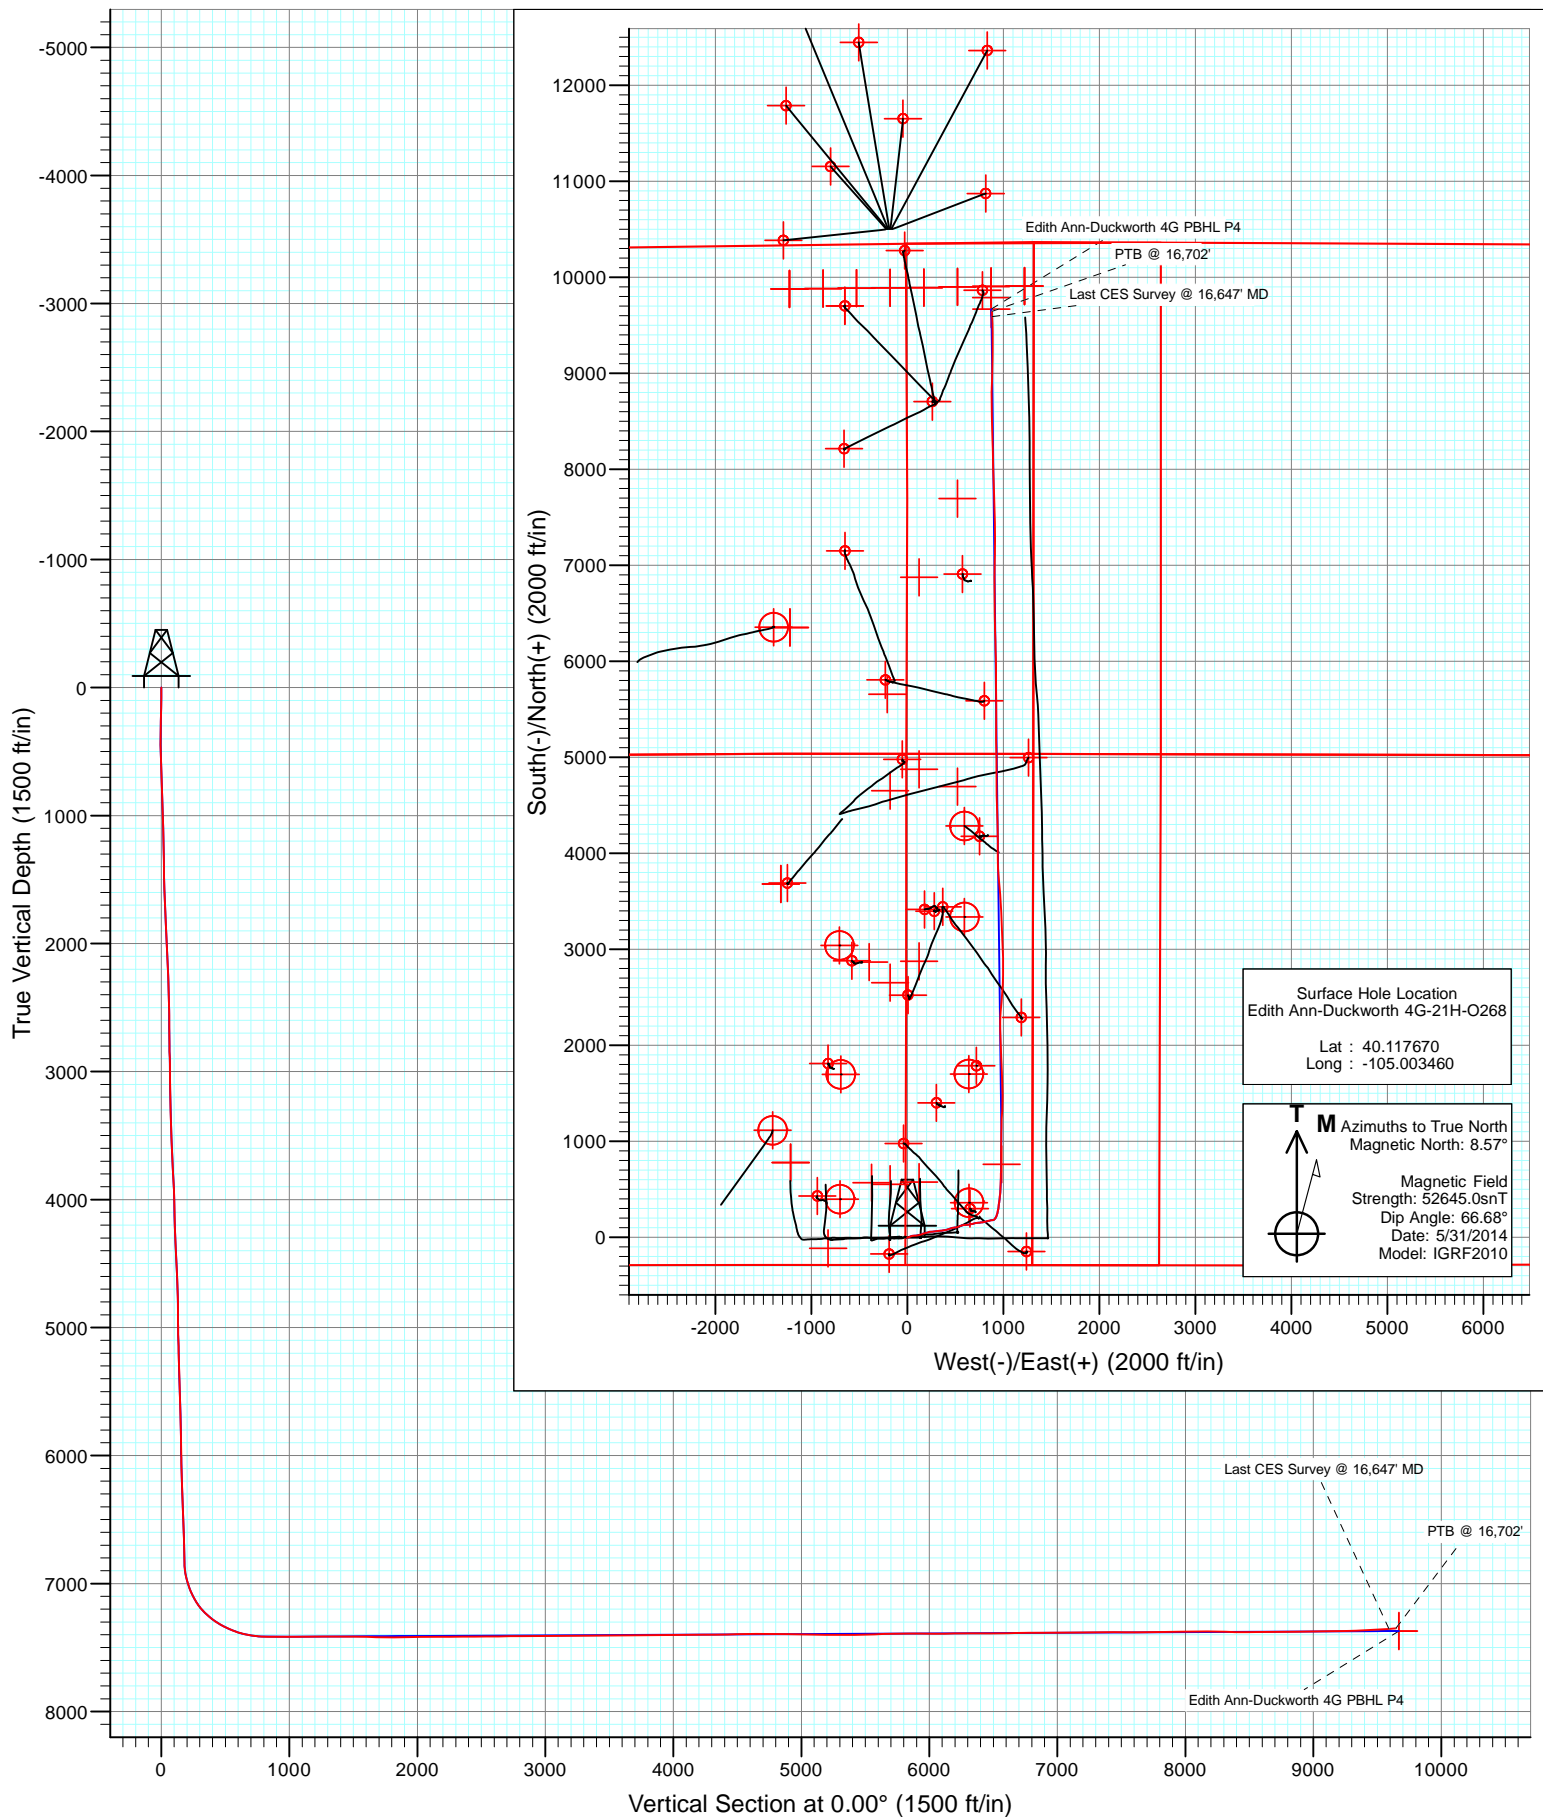 -5000
-4000
-3000
-2000
-1000
0
1000
2000
3000
4000
5000
6000
7000
8000
True Vertical Depth (1500 ft/in)
0
1000
2000
3000
4000
5000
6000
7000
8000
9000
10000
Vertical Section at 0.00° (1500 ft/in)
12000
11000
10000
9000
8000
7000
6000
5000
4000
3000
2000
1000
0
South(-)/North(+) (2000 ft/in)
-2000
-1000
0
1000
2000
3000
4000
5000
6000
West(-)/East(+) (2000 ft/in)
Edith Ann-Duckworth 4G PBHL P4
PTB @ 16,702'
Last CES Survey @ 16,647' MD
Surface Hole Location
Edith Ann-Duckworth 4G-21H-O268
Lat : 40.117670
Long : -105.003460
T
M
Azimuths to True North
Magnetic North: 8.57°
Magnetic Field
Strength: 52645.0snT
Dip Angle: 66.68°
Date: 5/31/2014
Model: IGRF2010
Last CES Survey @ 16,647' MD
PTB @ 16,702'
Edith Ann-Duckworth 4G PBHL P4